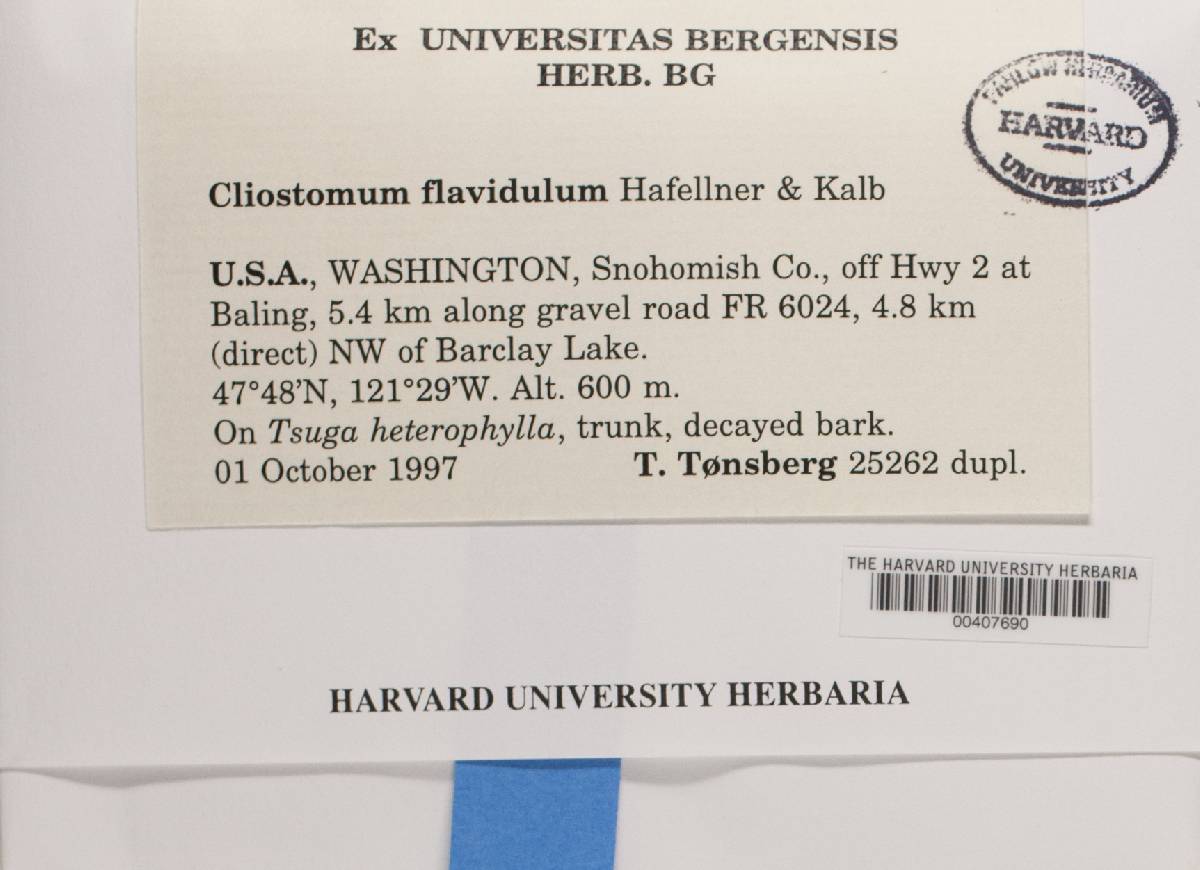 Ex UNIVERSITAS BERGENSIS
HERB. BG
FARLOW HERBARIUM
HARVARD
UNIVERSITY
Cliostomum flavidulum Hafellner & Kalb
U.S.A., WASHINGTON, Snohomish Co., off Hwy 2 at
Baling, 5.4 km along gravel road FR 6024, 4.8 km
(direct) NW of Barclay Lake.
47°48'N, 121°29'W. Alt. 600 m.
On Tsuga heterophylla, trunk, decayed bark.
01 October 1997 T. Tønsberg 25262 dupl.
THE HARVARD UNIVERSITY HERBARIA
00407690
HARVARD UNIVERSITY HERBARIA